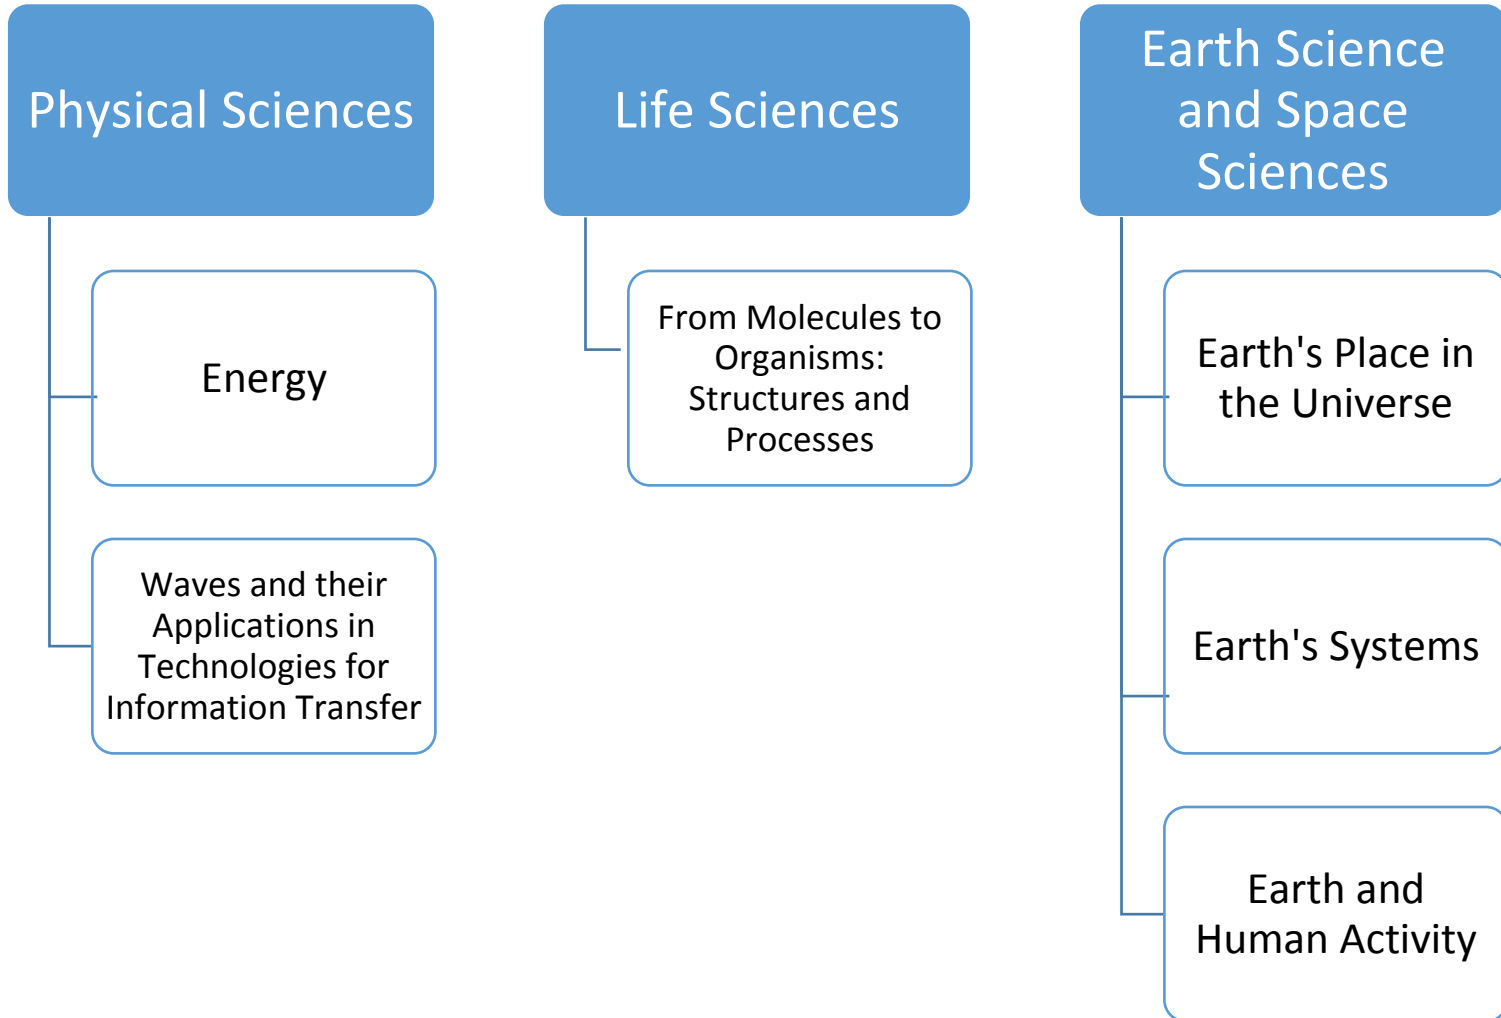 Physical Sciences
Energy
Waves and their
Applications in
Technologies for
Information Transfer
Life Sciences
From Molecules to
Organisms:
Structures and
Processes
Earth Science
and Space
Sciences
Earth's Place in
the Universe
Earth's Systems
Earth and
Human Activity